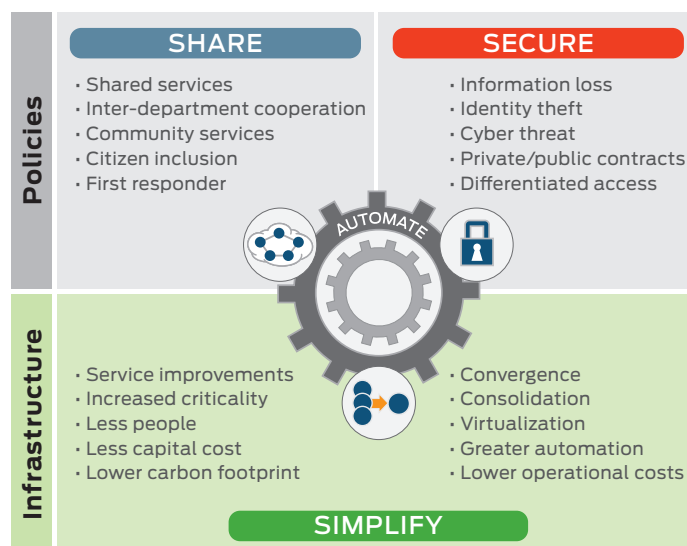 Policies
SHARE
· Shared services
· Inter-department cooperation
· Community services
· Citizen inclusion
· First responder
SECURE
· Information loss
· Identity theft
· Cyber threat
· Private/public contracts
· Differentiated access
AUTOMATE
Infrastructure
· Service improvements
· Increased criticality
· Less people
· Less capital cost
· Lower carbon footprint
· Convergence
· Consolidation
· Virtualization
· Greater automation
· Lower operational costs
SIMPLIFY